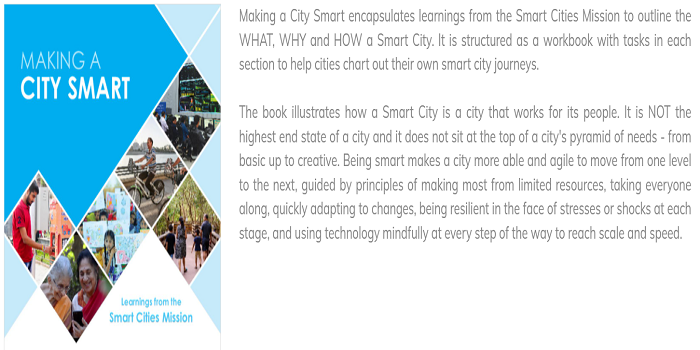 MAKING A
CITY SMART
Learnings from the
Smart Cities Mission
Making a City Smart encapsulates learnings from the Smart Cities Mission to outline the
WHAT, WHY and HOW a Smart City. It is structured as a workbook with tasks in each
section to help cities chart out their own smart city journeys.
The book illustrates how a Smart City is a city that works for its people. It is NOT the
highest end state of a city and it does not sit at the top of a city's pyramid of needs - from
basic up to creative. Being smart makes a city more able and agile to move from one level
to the next, guided by principles of making most from limited resources, taking everyone
along, quickly adapting to changes, being resilient in the face of stresses or shocks at each
stage, and using technology mindfully at every step of the way to reach scale and speed.